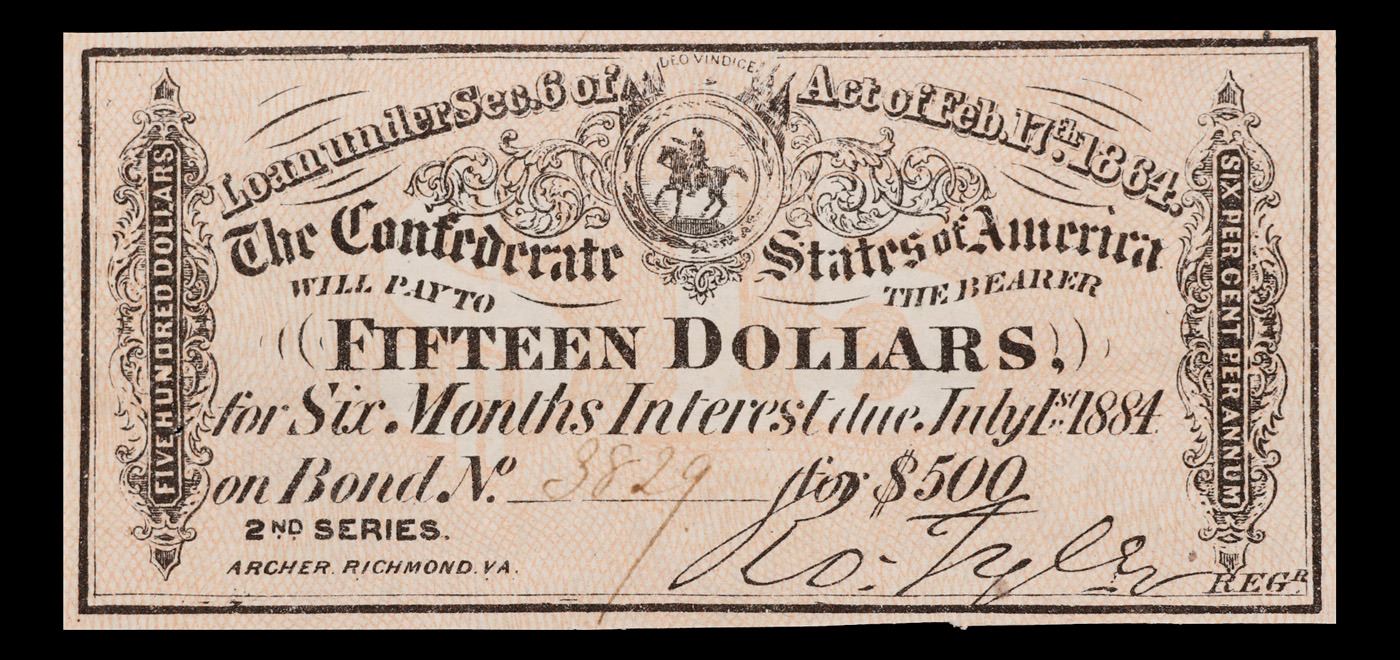 DEO VINDICE
Loan under Sec. 6 of Act of Feb. 17th 1864.
The Confederate States of America
WILL PAY TO THE BEARER
FIFTEEN DOLLARS,
for Six Months Interest due July 1st 1884
on Bond No. 3829 for $500
2ND SERIES.
Ro: Tyler
ARCHER. RICHMOND. VA.
REGR.
FIVE HUNDRED DOLLARS
SIX PER CENT PER ANNUM